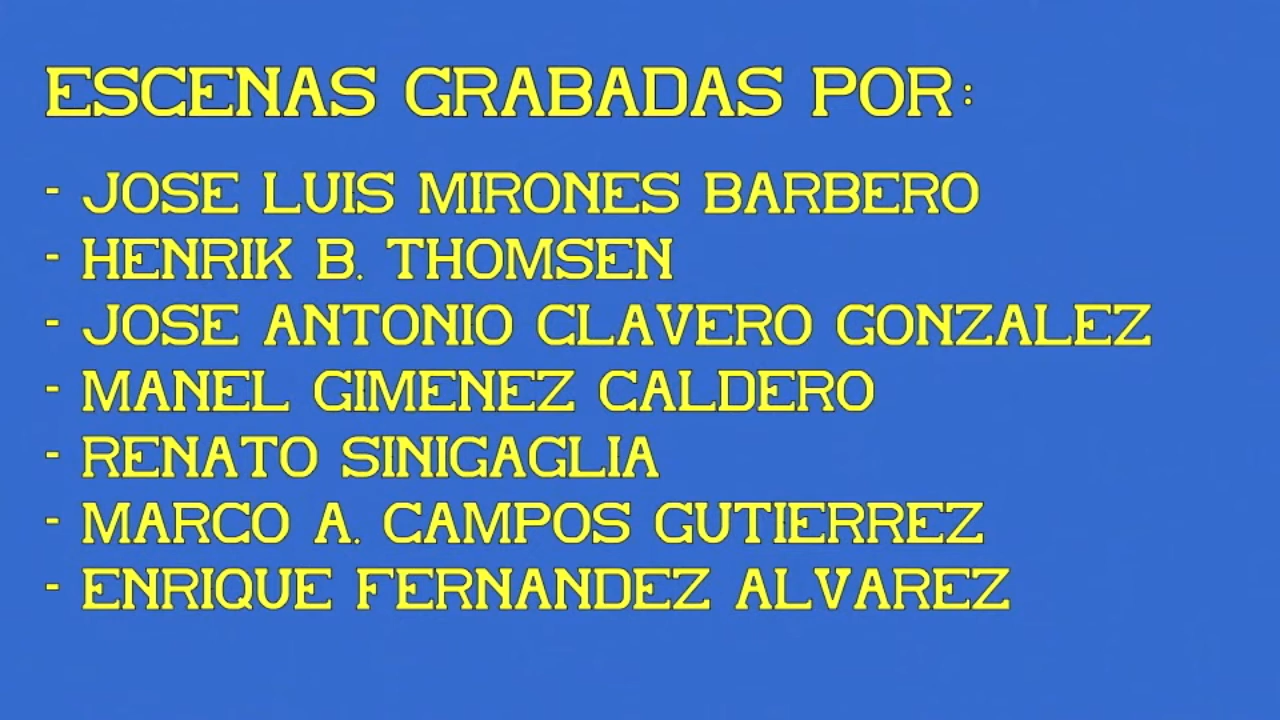 ESCENAS GRABADAS POR:
- JOSE LUIS MIRONES BARBERO
- HENRIK B. THOMSEN
- JOSE ANTONIO CLAVERO GONZALEZ
- MANEL GIMENEZ CALDERO
- RENATO SINIGAGLIA
- MARCO A. CAMPOS GUTIERREZ
- ENRIQUE FERNANDEZ ALVAREZ